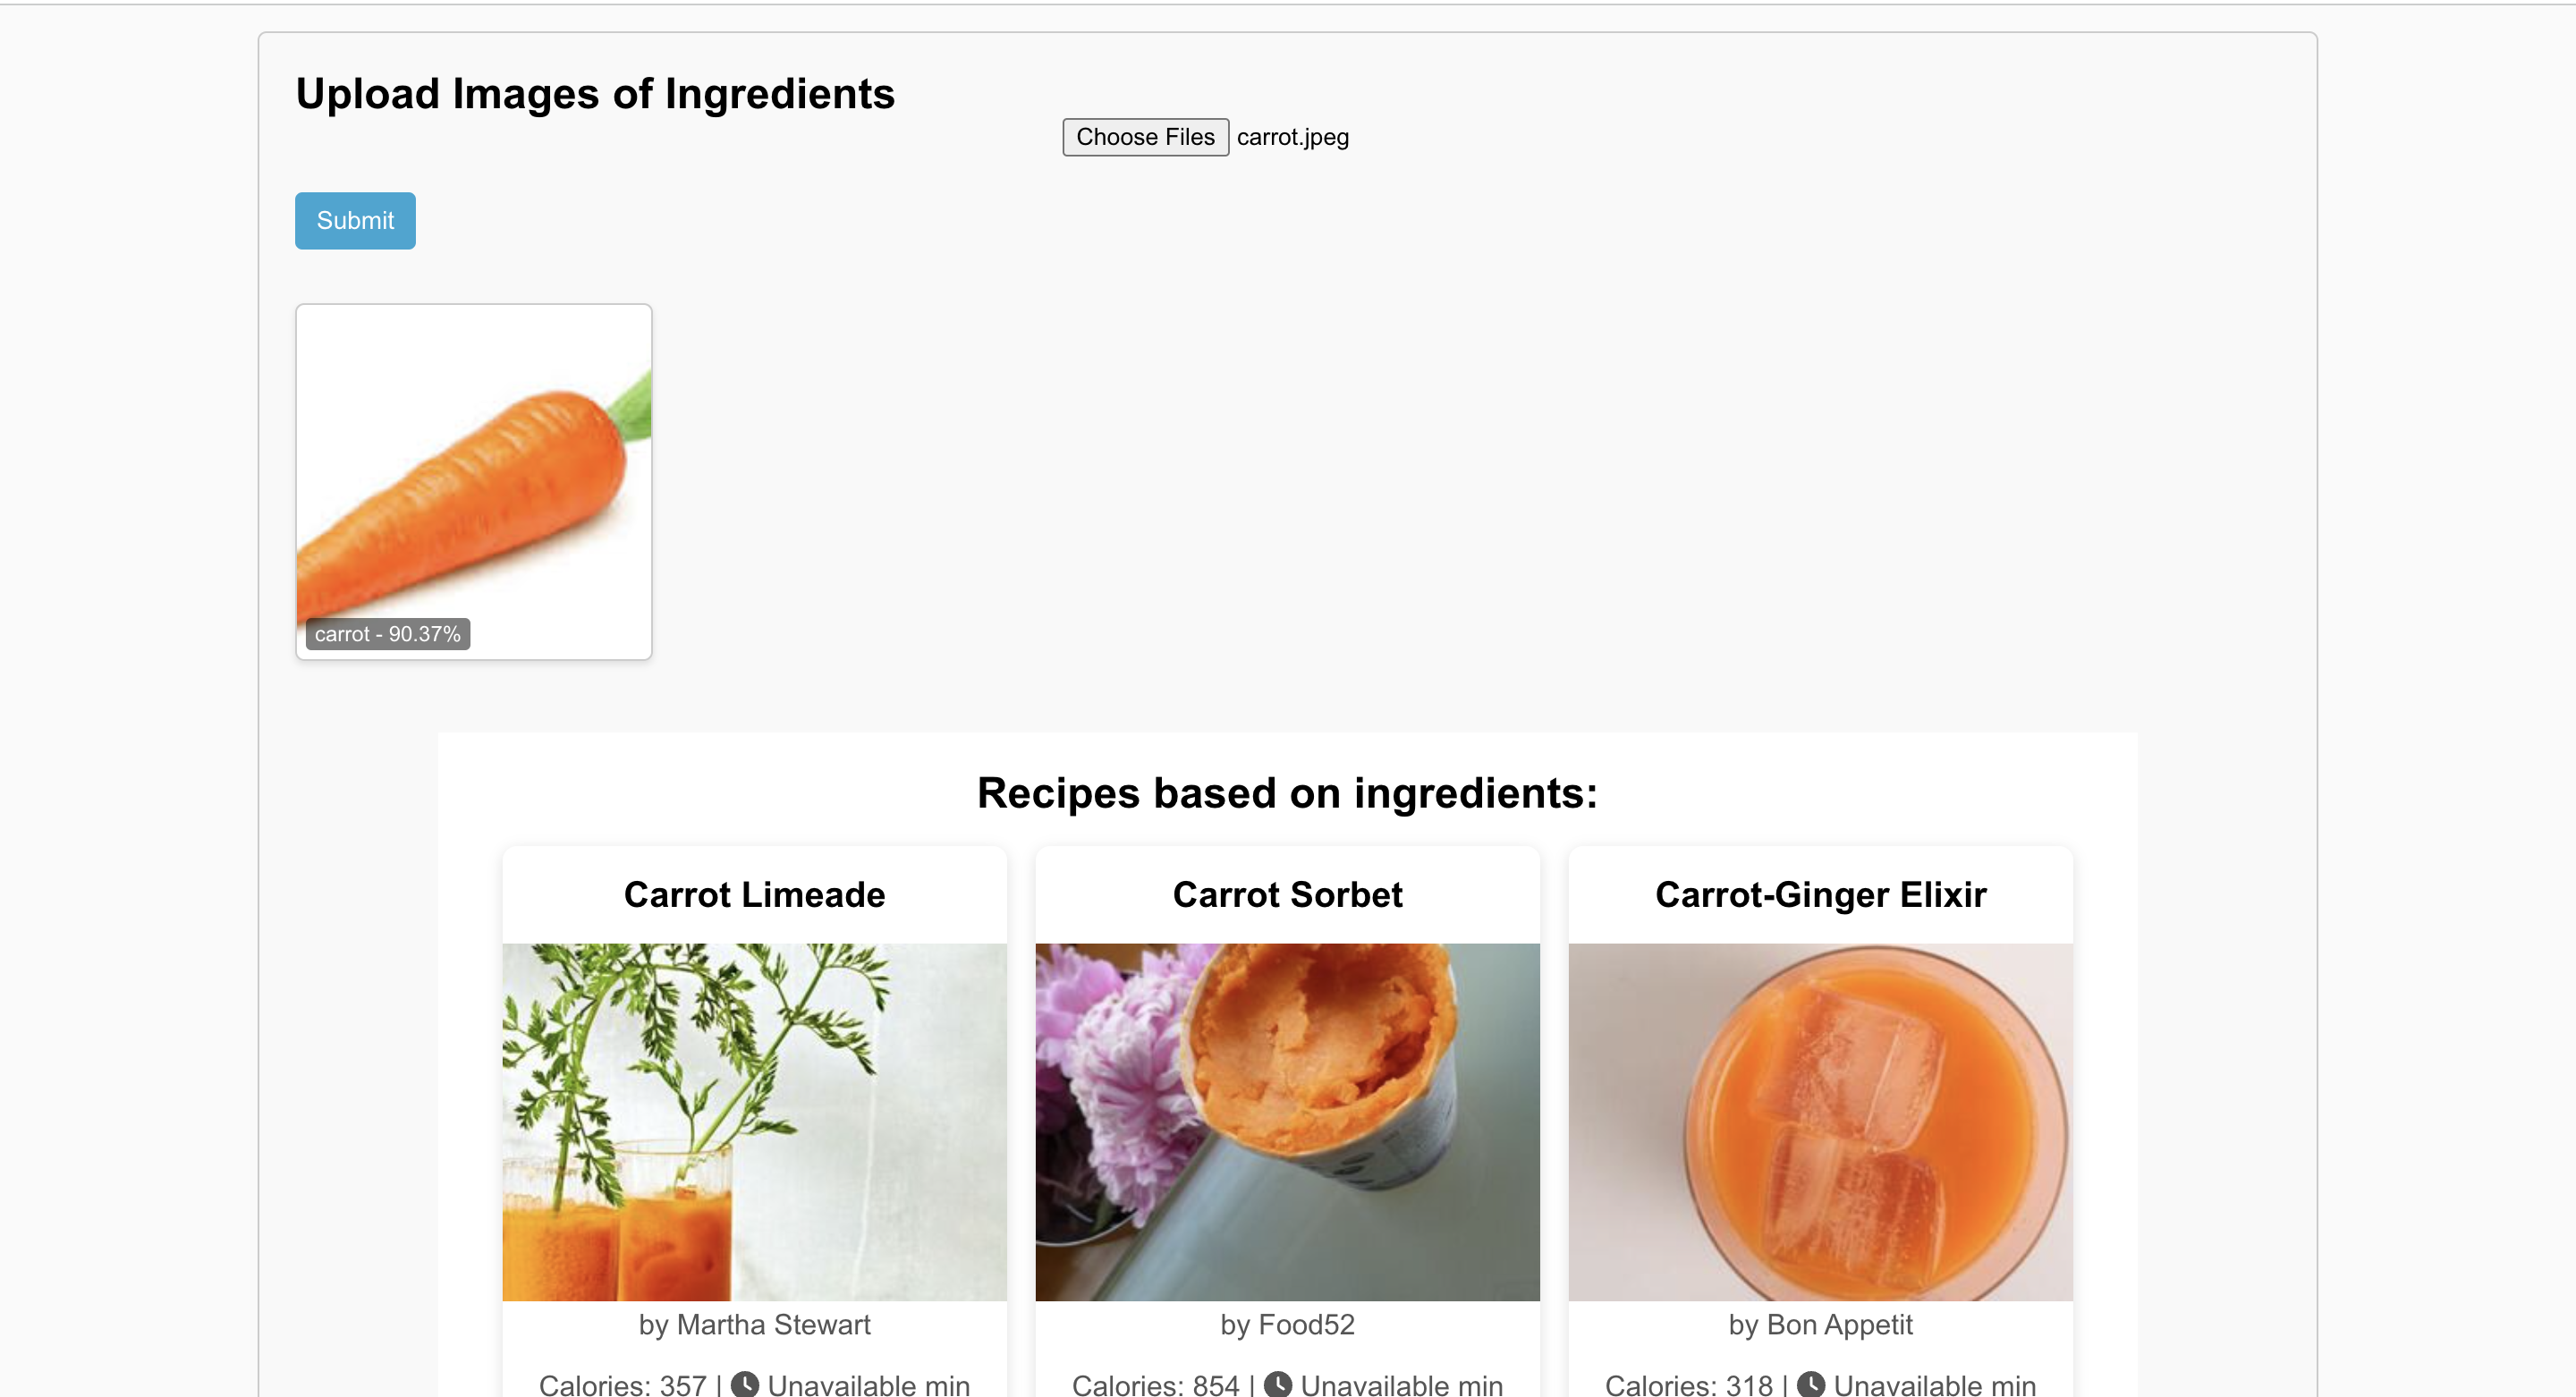 Upload Images of Ingredients
Choose Files carrot.jpeg
Submit
carrot - 90.37%
Recipes based on ingredients:
Carrot Limeade
Carrot Sorbet
Carrot-Ginger Elixir
by Martha Stewart
by Food52
by Bon Appetit
Calories: 357 | Unavailable min
Calories: 854 | Unavailable min
Calories: 318 | Unavailable min